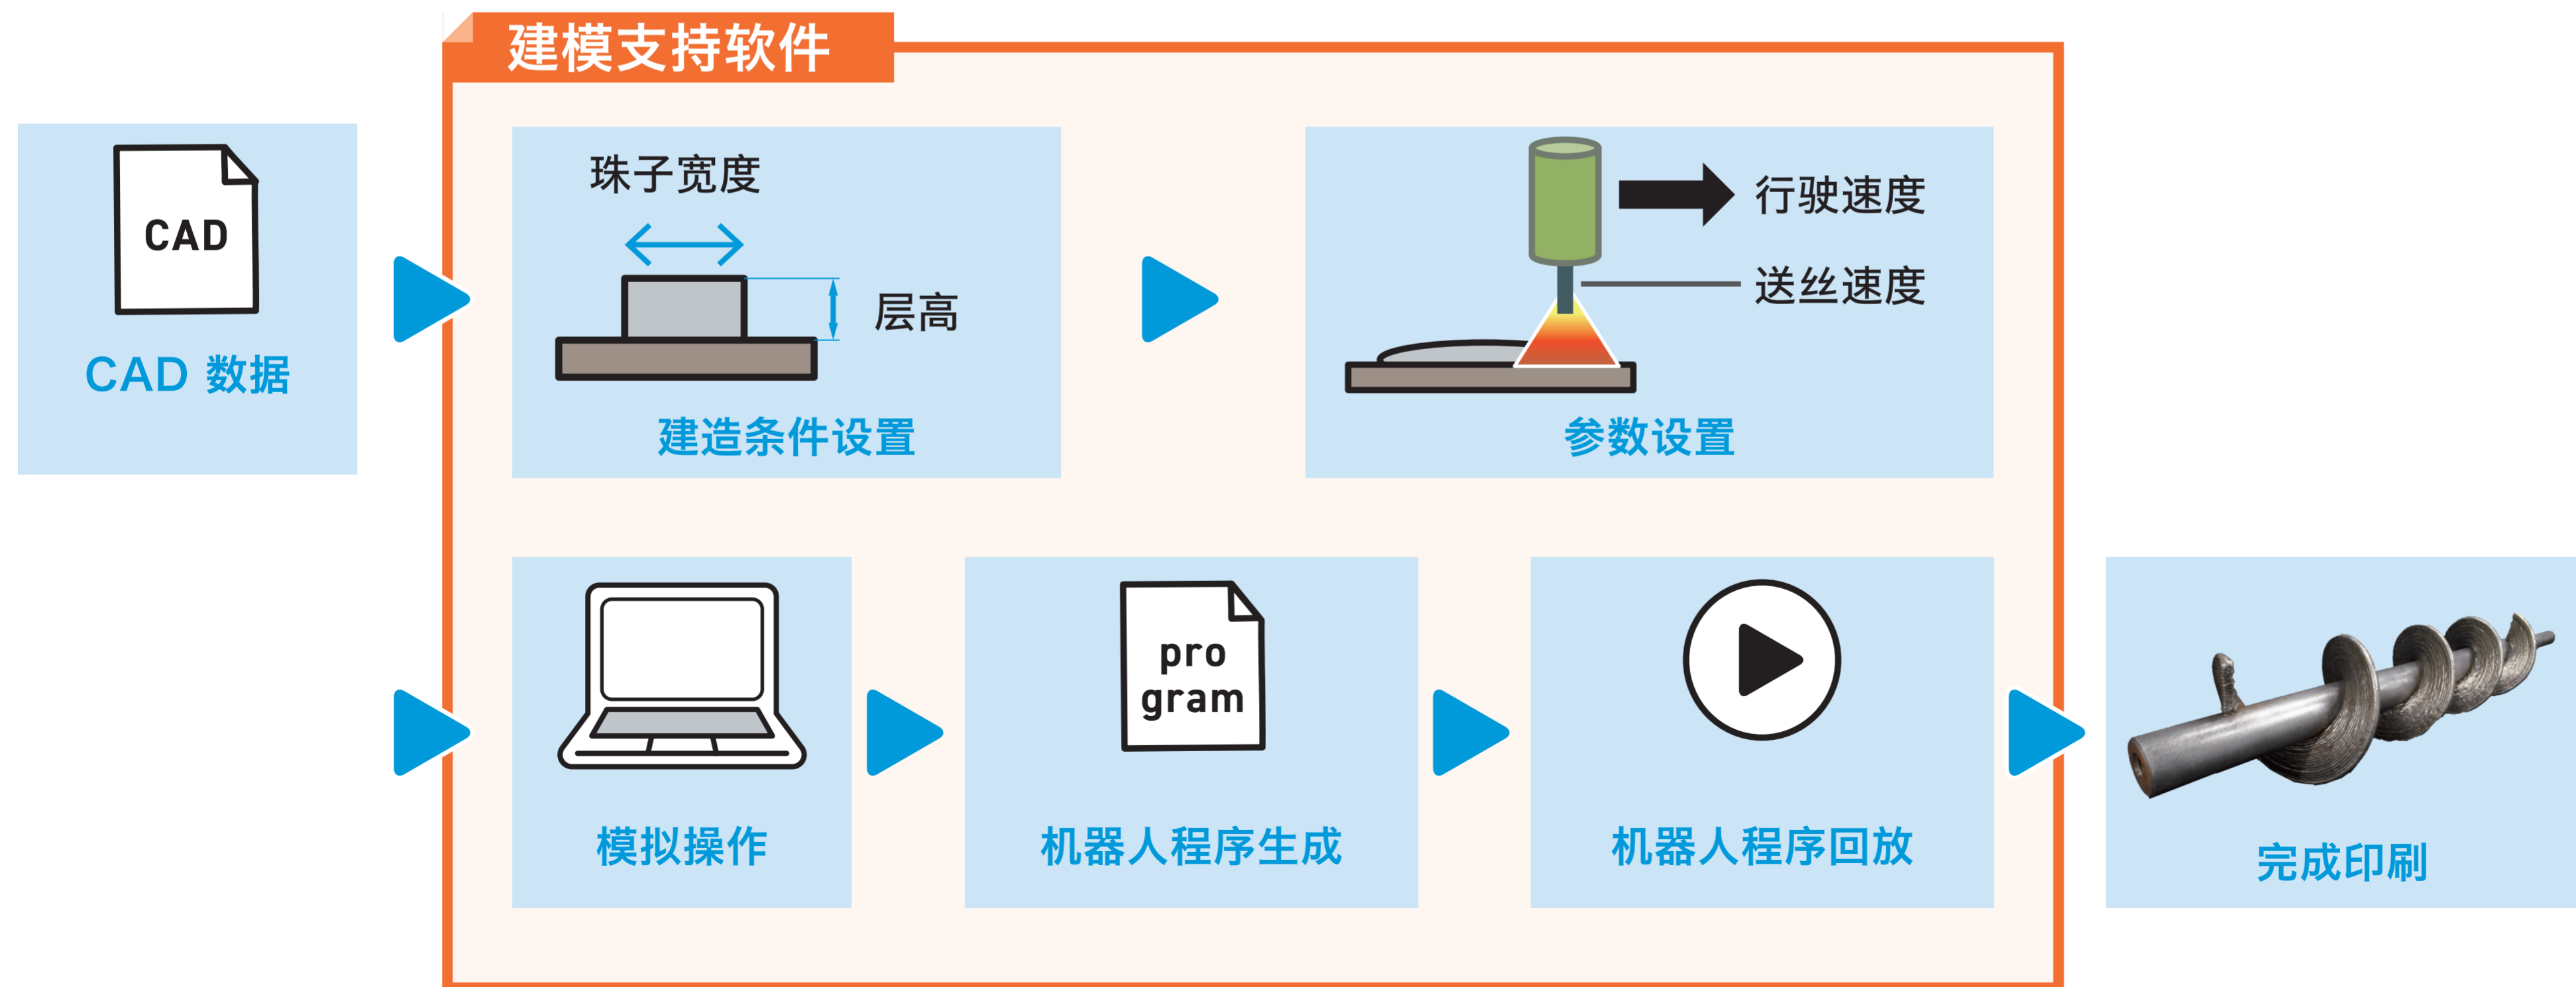 建模支持软件
CAD
CAD 数据
珠子宽度
层高
建造条件设置
行驶速度
送丝速度
参数设置
模拟操作
pro
gram
机器人程序生成
机器人程序回放
完成印刷